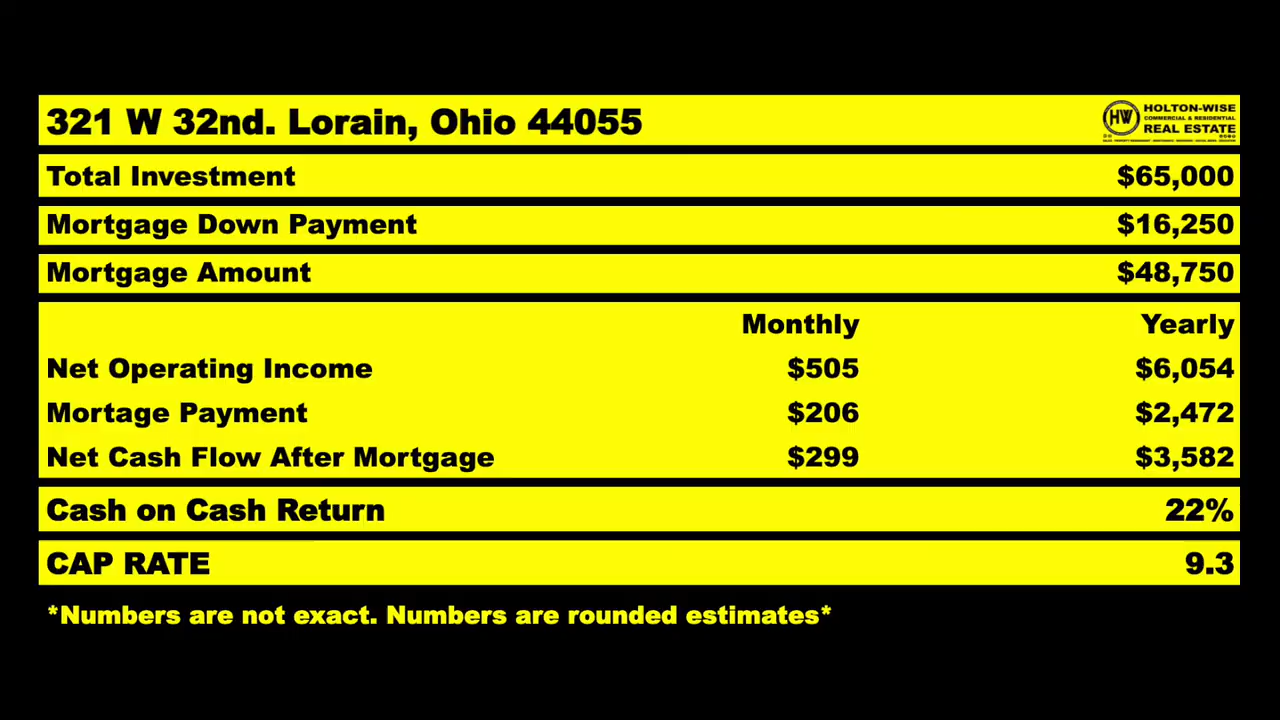 321 W 32nd. Lorain, Ohio 44055
HW
HOLTON-WISE
COMMERCIAL & RESIDENTIAL
REAL ESTATE
Total Investment $65,000
Mortgage Down Payment $16,250
Mortgage Amount $48,750
Monthly Yearly
Net Operating Income $505 $6,054
Mortage Payment $206 $2,472
Net Cash Flow After Mortgage $299 $3,582
Cash on Cash Return 22%
CAP RATE 9.3
*Numbers are not exact. Numbers are rounded estimates*